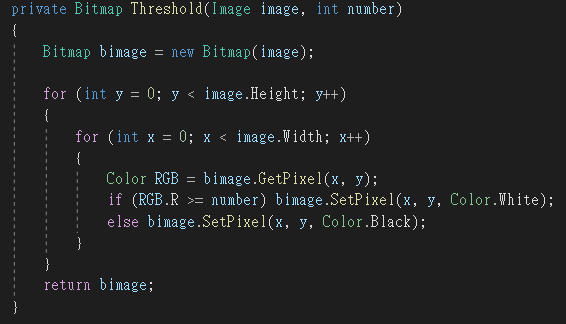 private Bitmap Threshold(Image image, int number)
{
    Bitmap bimage = new Bitmap(image);

    for (int y = 0; y < image.Height; y++)
    {
        for (int x = 0; x < image.Width; x++)
        {
            Color RGB = bimage.GetPixel(x, y);
            if (RGB.R >= number) bimage.SetPixel(x, y, Color.White);
            else bimage.SetPixel(x, y, Color.Black);
        }
    }
    return bimage;
}